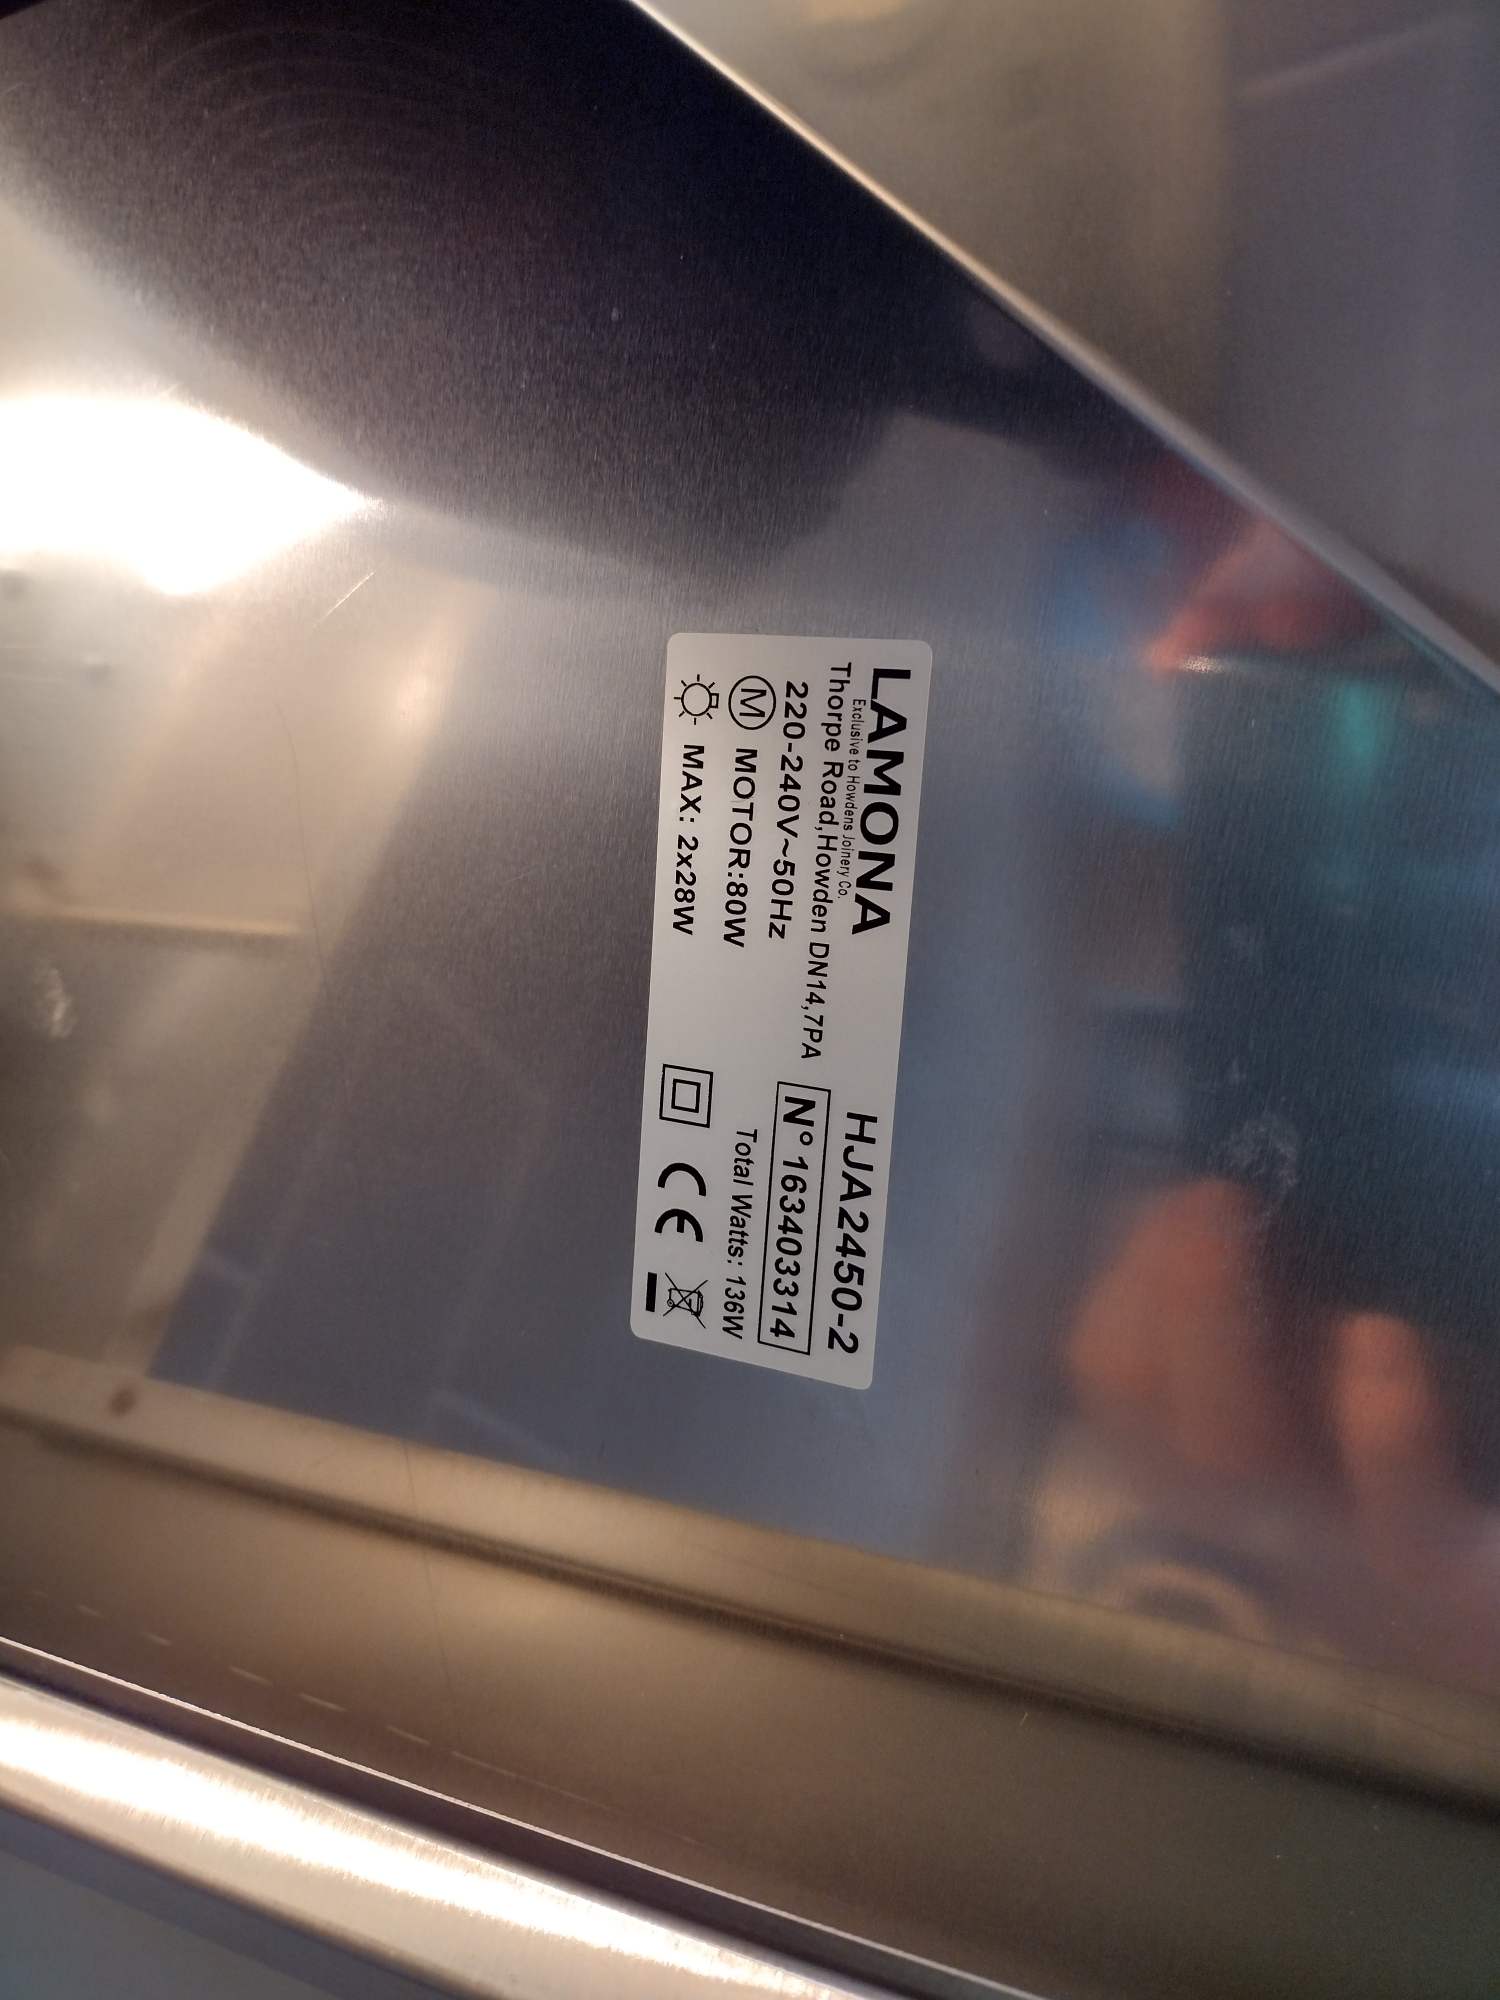 LAMONA
Exclusive to Howdens Joinery Co.
Thorpe Road,Howden DN14,7PA
220-240V~50Hz
M MOTOR:80W
MAX: 2x28W
HJA2450-2
N° 163403314
Total Watts: 136W
CE